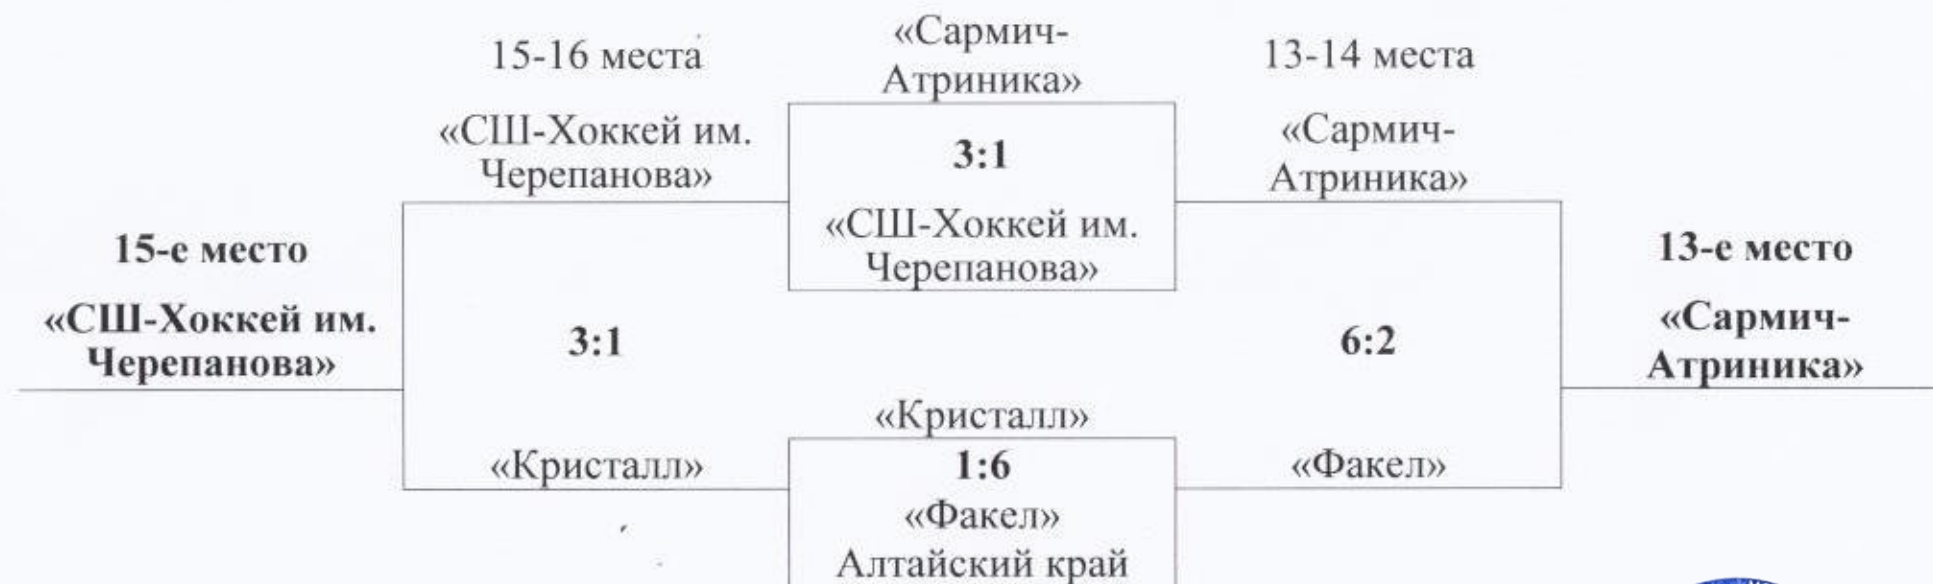 «Сармич-
Атриника»
15-16 места
13-14 места
«СШ-Хоккей им.
Черепанова»
3:1
«Сармич-
Атриника»
«СШ-Хоккей им.
Черепанова»
15-е место
13-е место
«СШ-Хоккей им.
Черепанова»
3:1
6:2
«Сармич-
Атриника»
«Кристалл»
«Кристалл»
1:6
«Факел»
«Факел»
Алтайский край